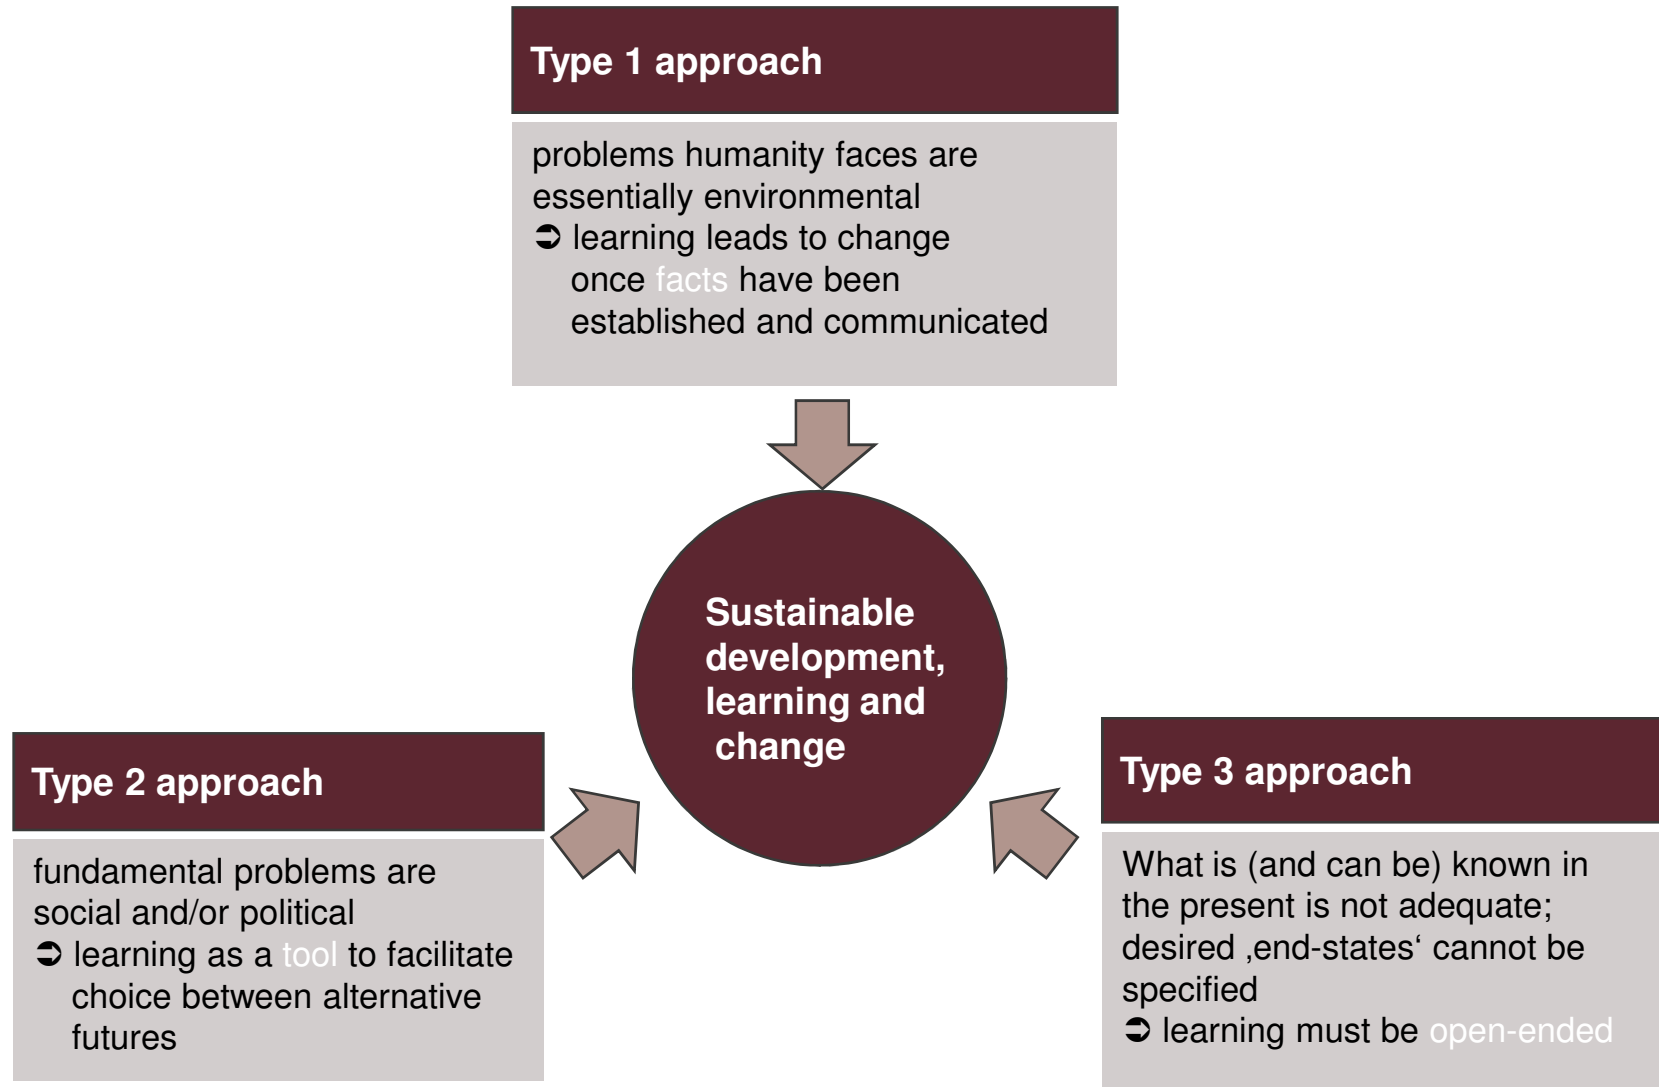 Type 1 approach
problems humanity faces are
essentially environmental
➲ learning leads to change
once facts have been
established and communicated
Sustainable
development,
learning and
change
Type 2 approach
fundamental problems are
social and/or political
➲ learning as a tool to facilitate
choice between alternative
futures
Type 3 approach
What is (and can be) known in
the present is not adequate;
desired ‚end-states‘ cannot be
specified
➲ learning must be open-ended